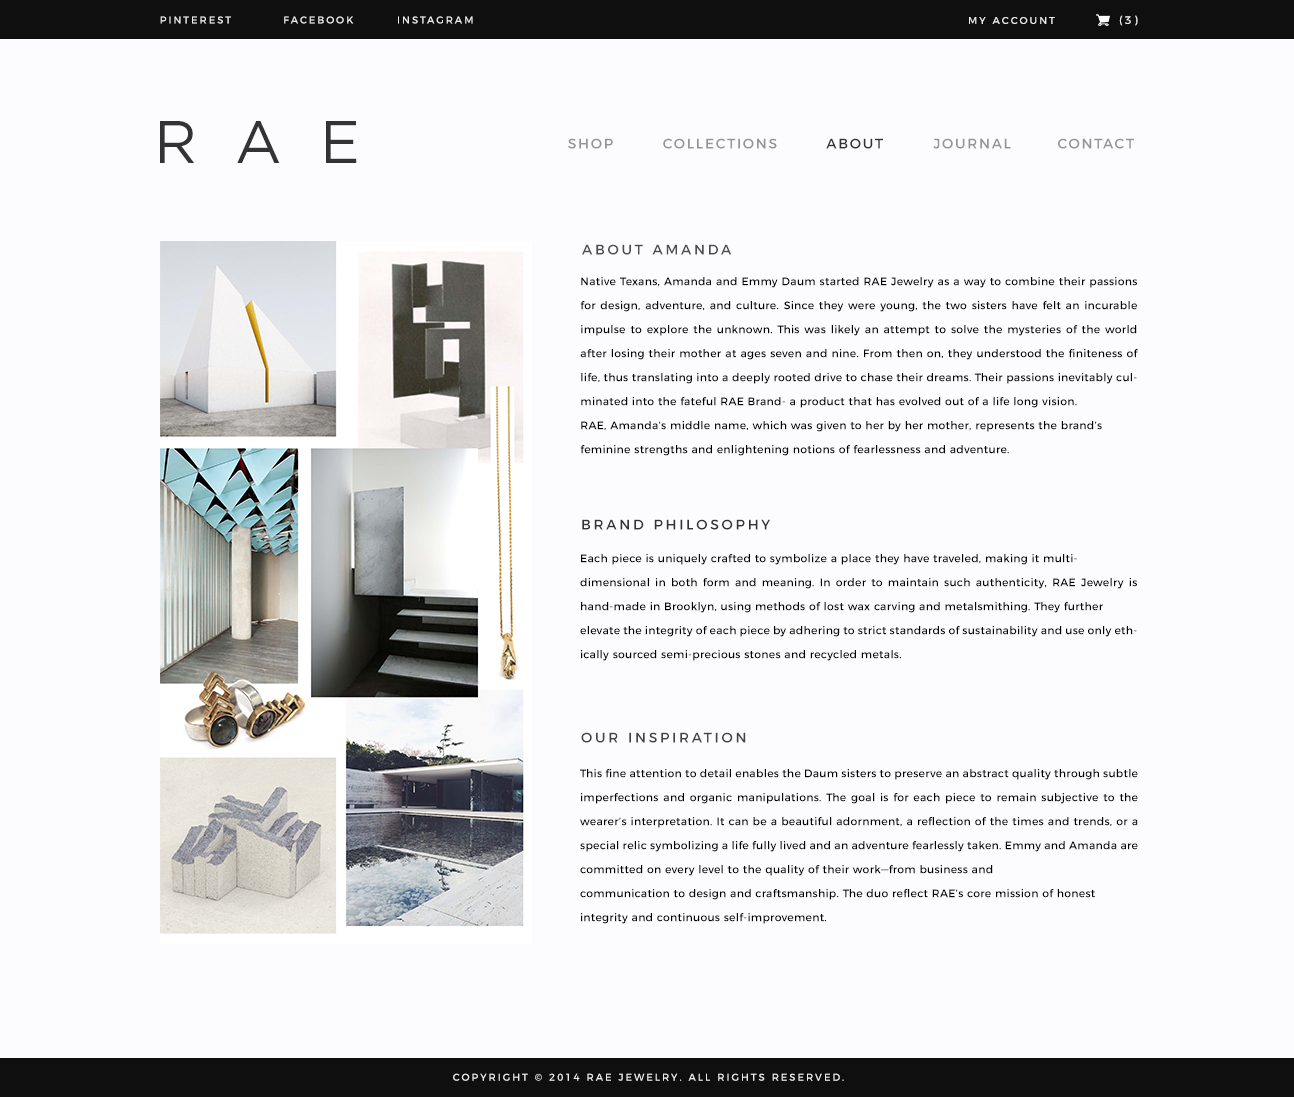 PINTEREST FACEBOOK INSTAGRAM MY ACCOUNT (3)
R A E
SHOP COLLECTIONS ABOUT JOURNAL CONTACT
ABOUT AMANDA
Native Texans, Amanda and Emmy Daum started RAE Jewelry as a way to combine their passions
for design, adventure, and culture. Since they were young, the two sisters have felt an incurable
impulse to explore the unknown. This was likely an attempt to solve the mysteries of the world
after losing their mother at ages seven and nine. From then on, they understood the finiteness of
life, thus translating into a deeply rooted drive to chase their dreams. Their passions inevitably cul-
minated into the fateful RAE Brand- a product that has evolved out of a life long vision.
RAE, Amanda's middle name, which was given to her by her mother, represents the brand's
feminine strengths and enlightening notions of fearlessness and adventure.
BRAND PHILOSOPHY
Each piece is uniquely crafted to symbolize a place they have traveled, making it multi-
dimensional in both form and meaning. In order to maintain such authenticity, RAE Jewelry is
hand-made in Brooklyn, using methods of lost wax carving and metalsmithing. They further
elevate the integrity of each piece by adhering to strict standards of sustainability and use only eth-
ically sourced semi-precious stones and recycled metals.
OUR INSPIRATION
This fine attention to detail enables the Daum sisters to preserve an abstract quality through subtle
imperfections and organic manipulations. The goal is for each piece to remain subjective to the
wearer's interpretation. It can be a beautiful adornment, a reflection of the times and trends, or a
special relic symbolizing a life fully lived and an adventure fearlessly taken. Emmy and Amanda are
committed on every level to the quality of their work—from business and
communication to design and craftsmanship. The duo reflect RAE's core mission of honest
integrity and continuous self-improvement.
COPYRIGHT © 2014 RAE JEWELRY. ALL RIGHTS RESERVED.